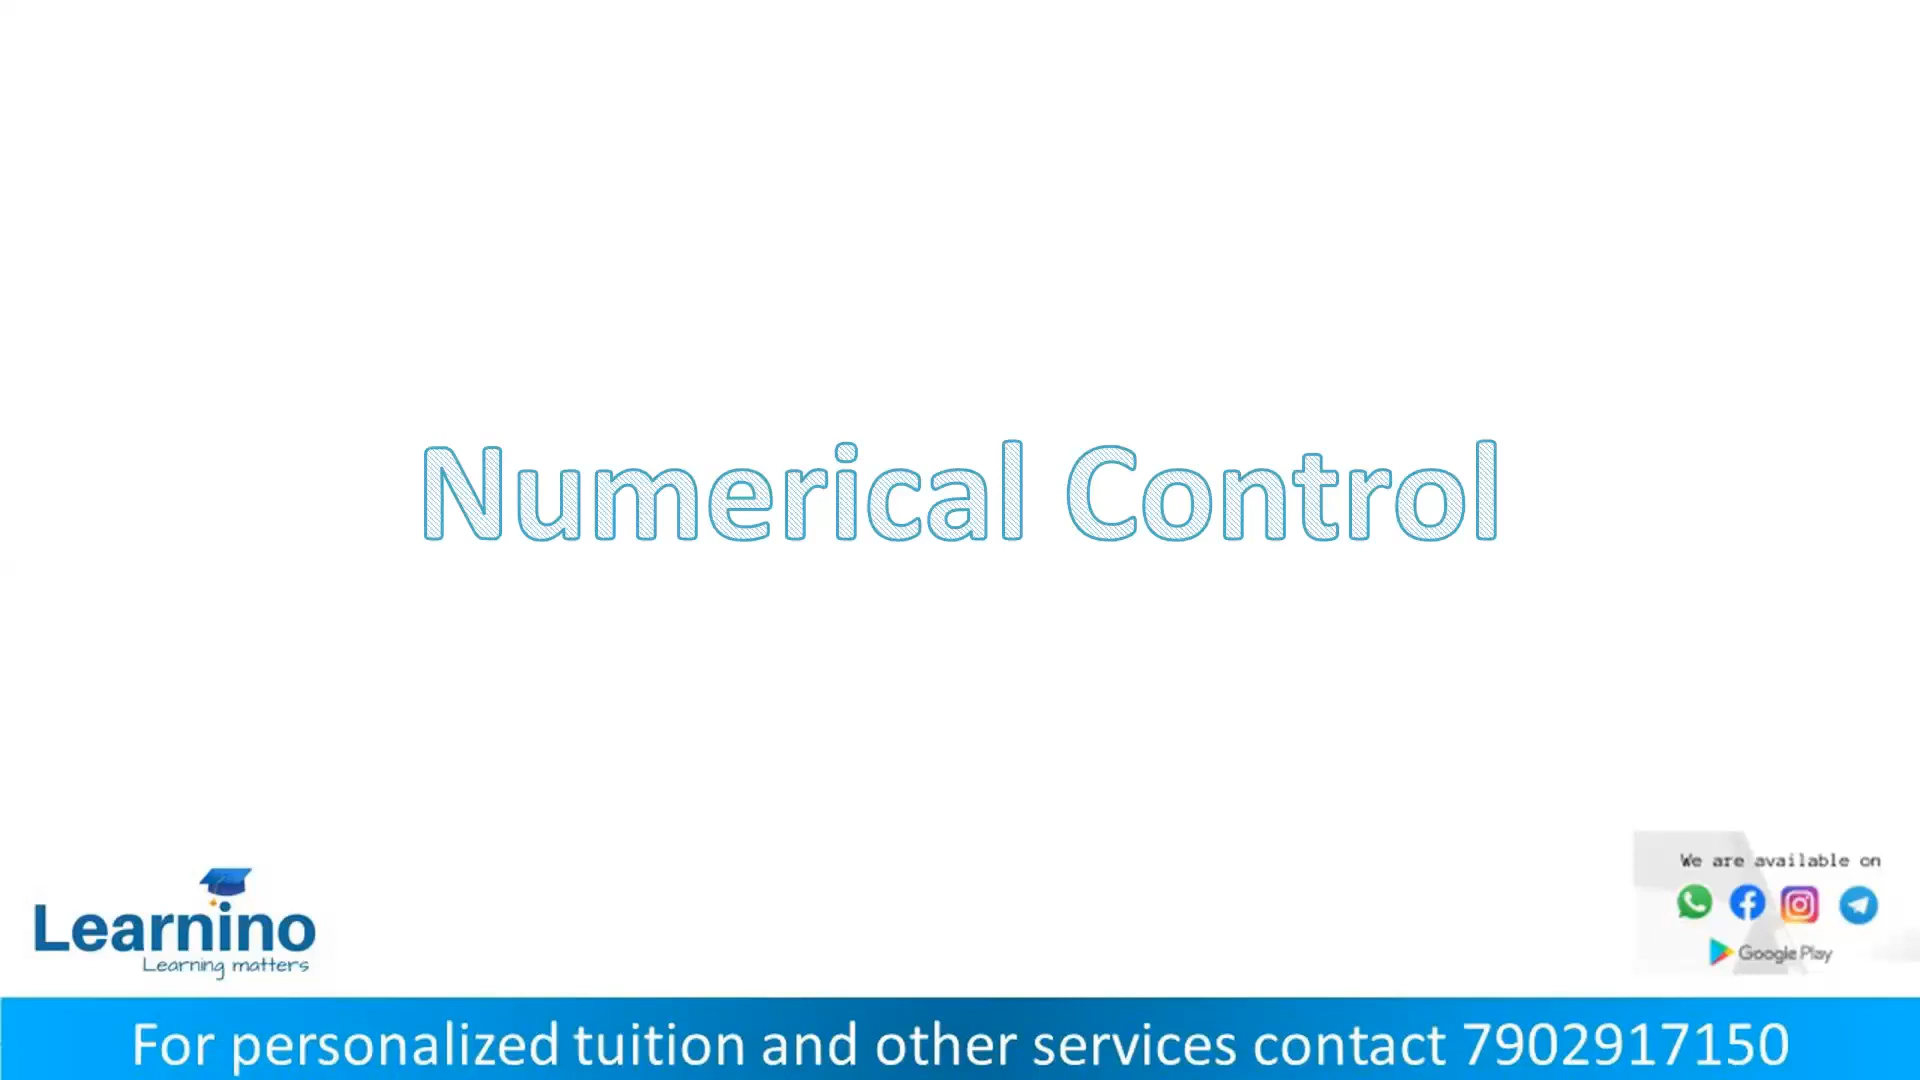 Numerical Control
We are available on
Learnino
Learning matters
Google Play
For personalized tuition and other services contact 7902917150